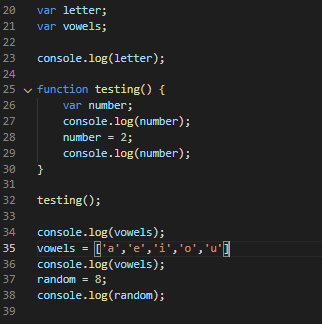 20 var letter;
21 var vowels;
22
23 console.log(letter);
24
25 function testing() {
26 var number;
27 console.log(number);
28 number = 2;
29 console.log(number);
30 }
31
32 testing();
33
34 console.log(vowels);
35 vowels = ['a','e','i','o','u']
36 console.log(vowels);
37 random = 8;
38 console.log(random);
39